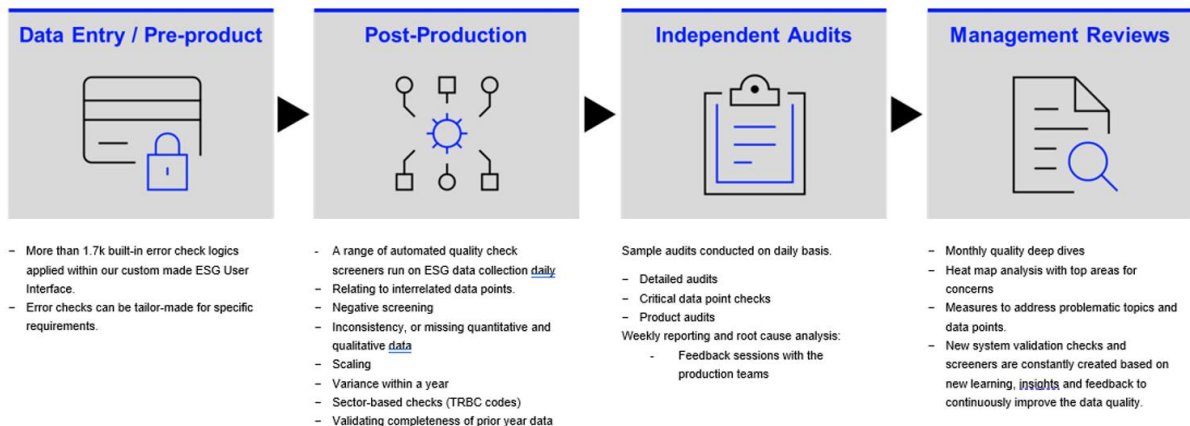 Data Entry / Pre-product
– More than 1.7k built-in error check logics
applied within our custom made ESG User
Interface.
– Error checks can be tailor-made for specific
requirements.
Post-Production
- A range of automated quality check
screeners run on ESG data collection daily
– Relating to interrelated data points.
– Negative screening
– Inconsistency, or missing quantitative and
qualitative data
– Scaling
– Variance within a year
– Sector-based checks (TRBC codes)
– Validating completeness of prior year data
Independent Audits
Sample audits conducted on daily basis.
– Detailed audits
– Critical data point checks
– Product audits
Weekly reporting and root cause analysis:
- Feedback sessions with the
production teams
Management Reviews
– Monthly quality deep dives
– Heat map analysis with top areas for
concerns
– Measures to address problematic topics and
data points.
– New system validation checks and
screeners are constantly created based on
new learning, insights and feedback to
continuously improve the data quality.